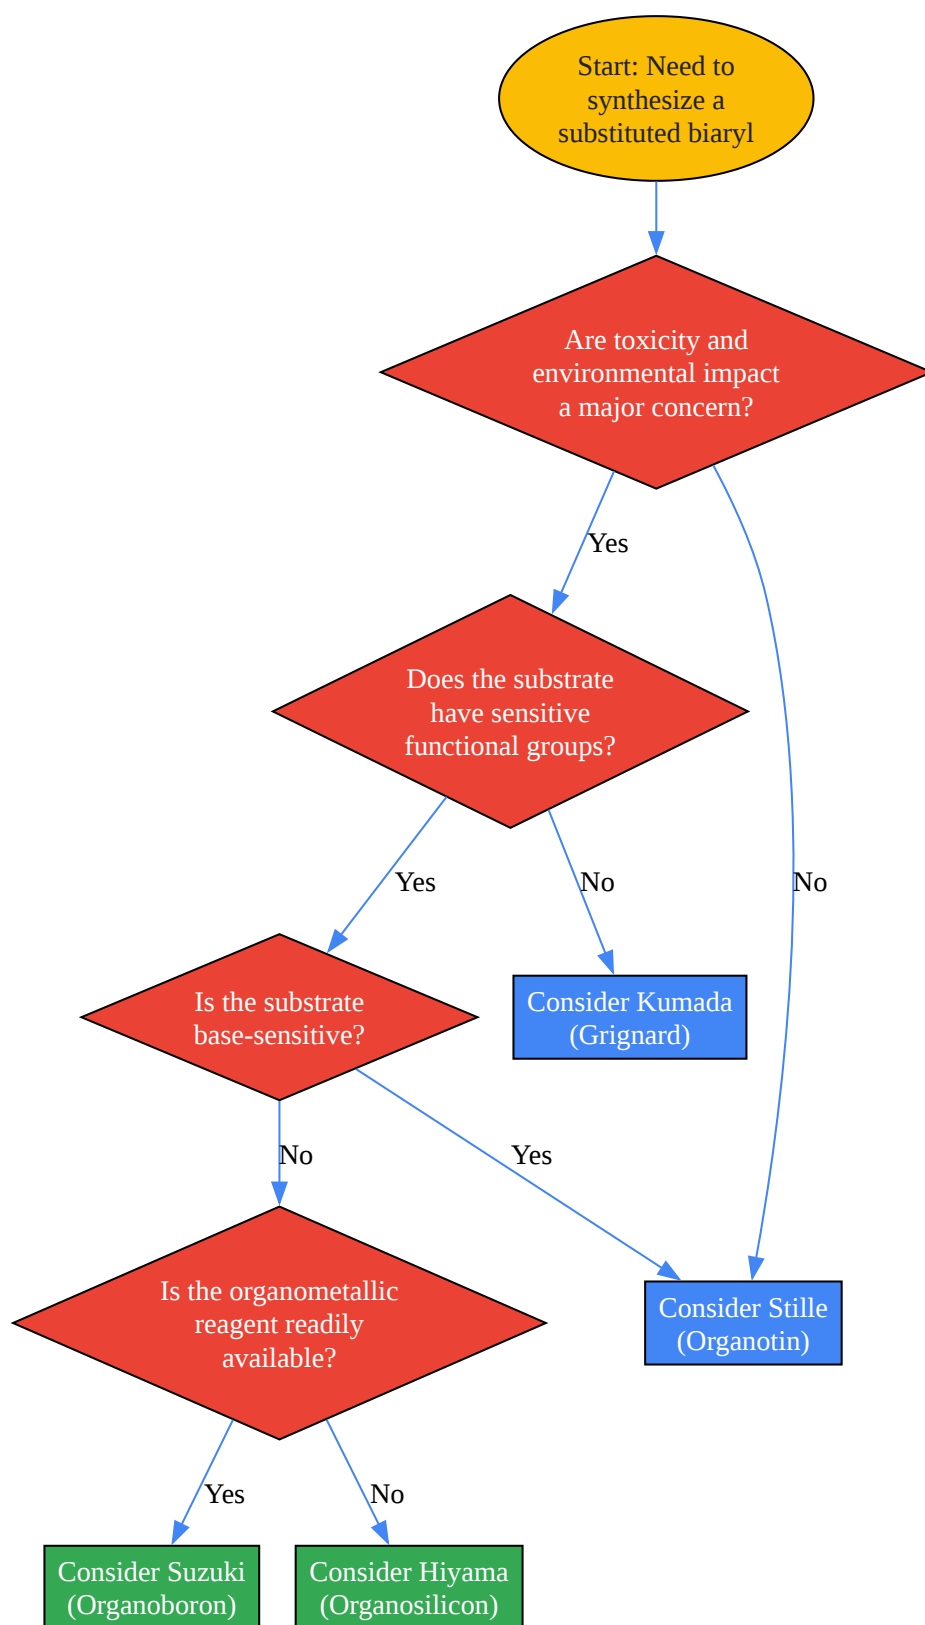 Start: Need to
synthesize a
substituted biaryl
Are toxicity and
environmental impact
a major concern?
Yes
Does the substrate
have sensitive
functional groups?
Yes
No
No
Is the substrate
base-sensitive?
Consider Kumada
(Grignard)
No
Yes
Is the organometallic
reagent readily
available?
Consider Stille
(Organotin)
Yes
No
Consider Suzuki
(Organoboron)
Consider Hiyama
(Organosilicon)